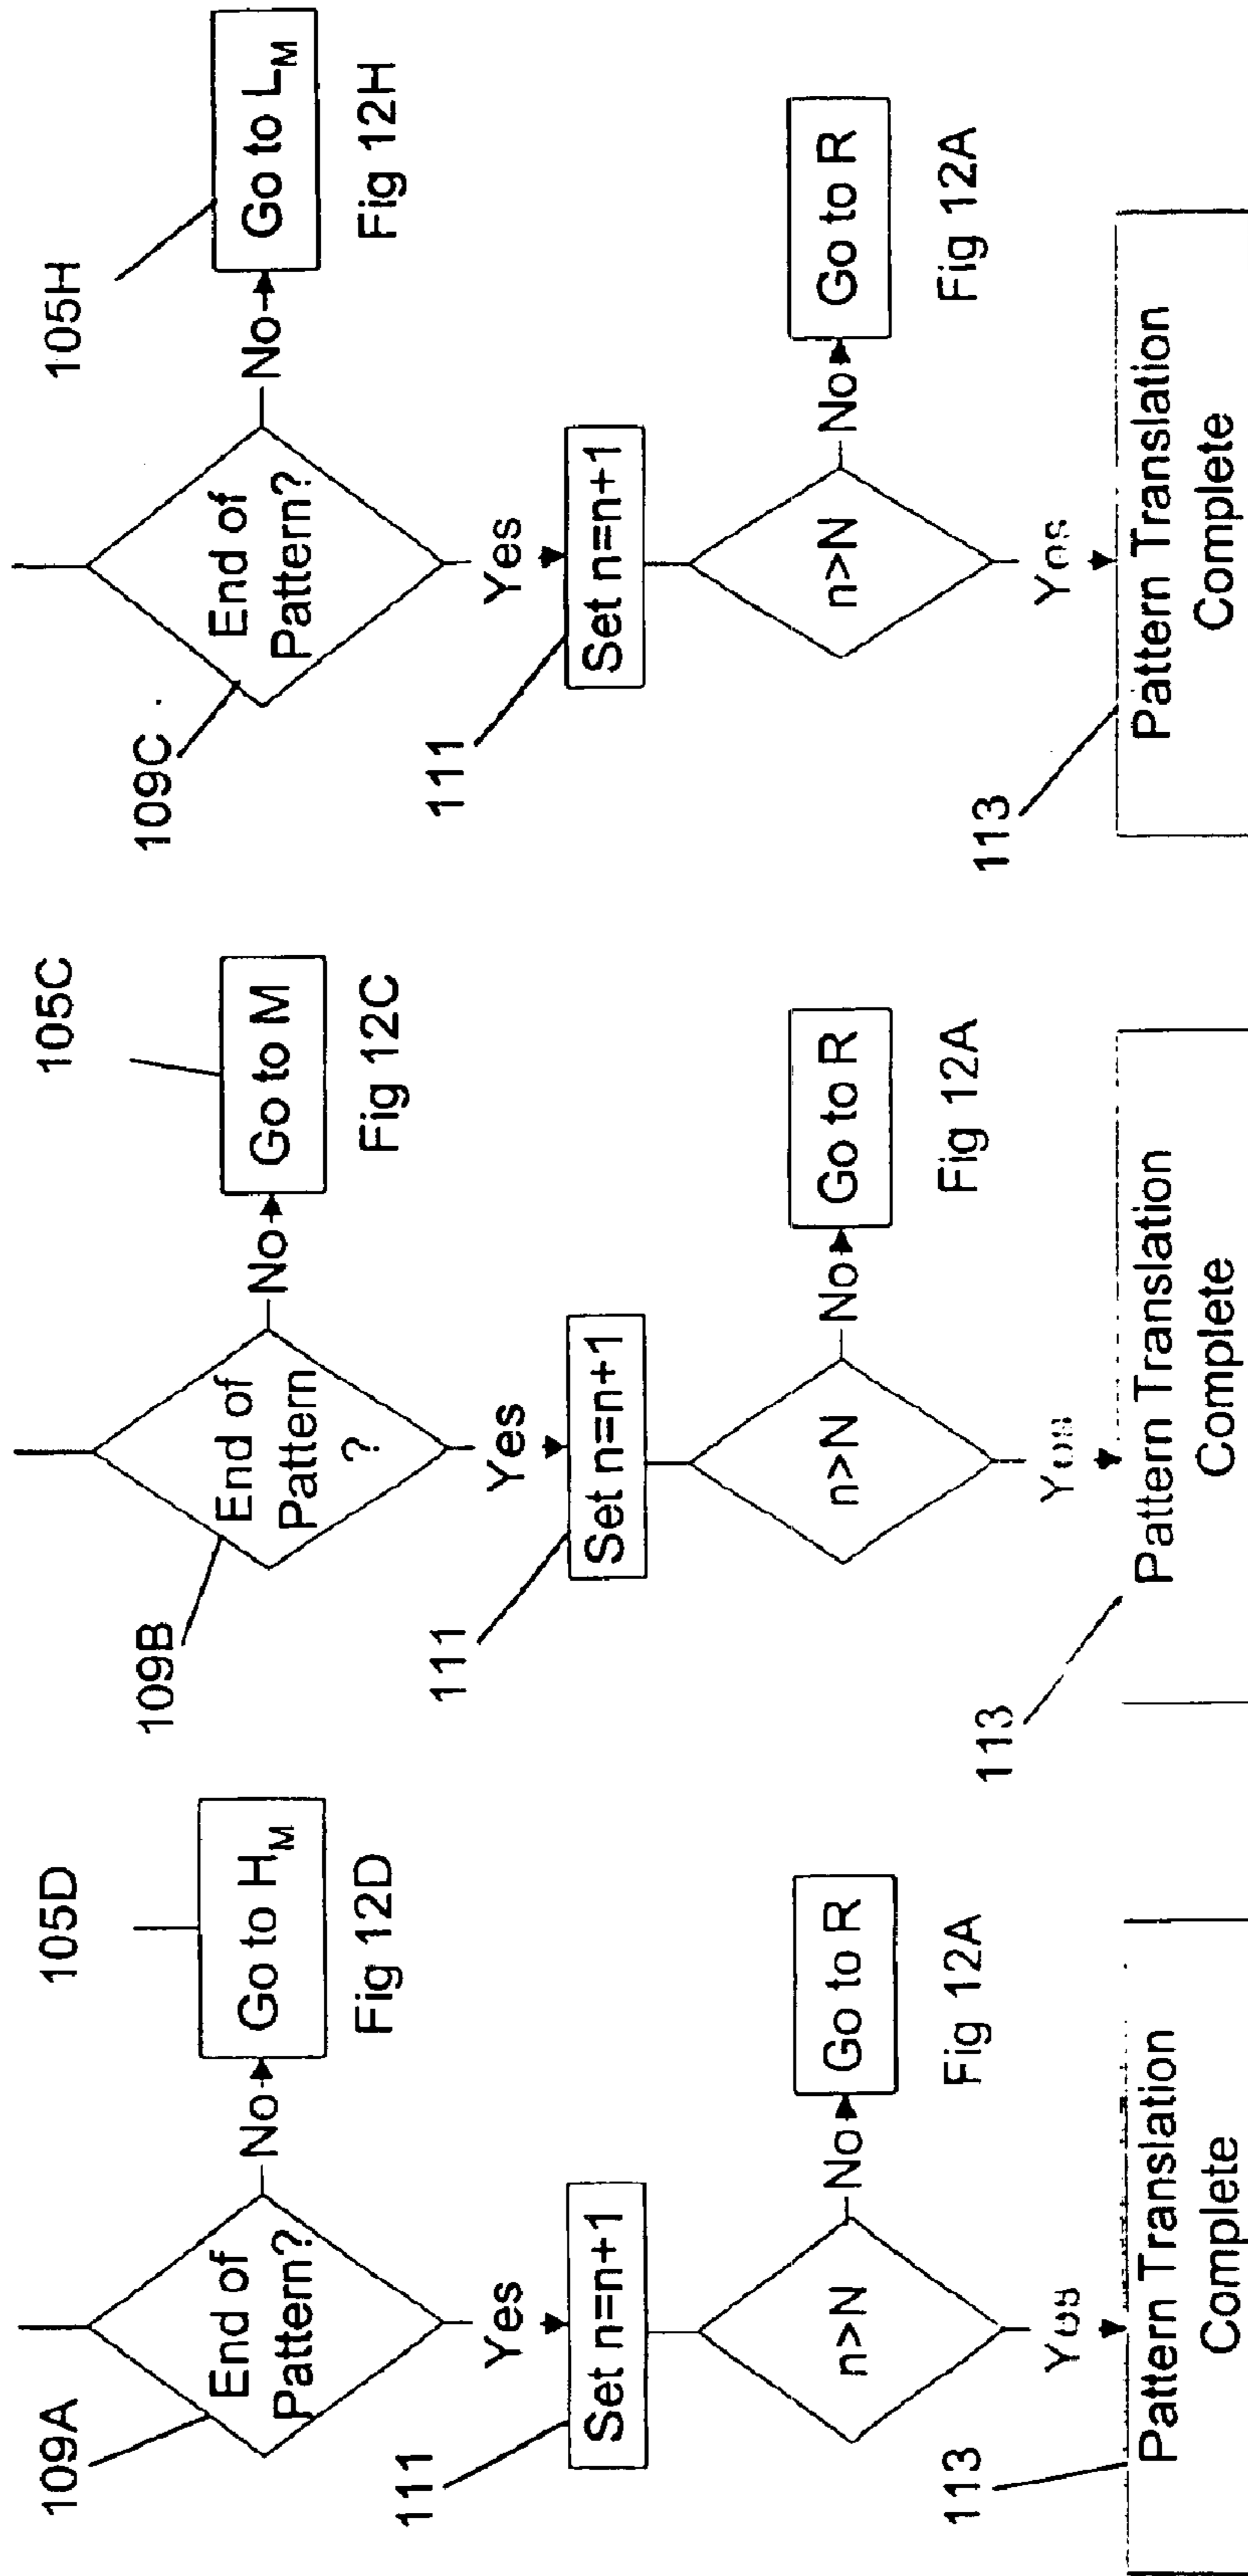 109A
End of
Pattern?
No
105D
Go to H_M
Fig 12D
Yes
111
Set n=n+1
n>N
No
Go to R
Fig 12A
Yes
113
Pattern Translation
Complete
109B
End of
Pattern
?
No
105C
Go to M
Fig 12C
Yes
111
Set n=n+1
n>N
No
Go to R
Fig 12A
Yes
113
Pattern Translation
Complete
109C
End of
Pattern?
No
105H
Go to L_M
Fig 12H
Yes
111
Set n=n+1
n>N
No
Go to R
Fig 12A
Yes
113
Pattern Translation
Complete